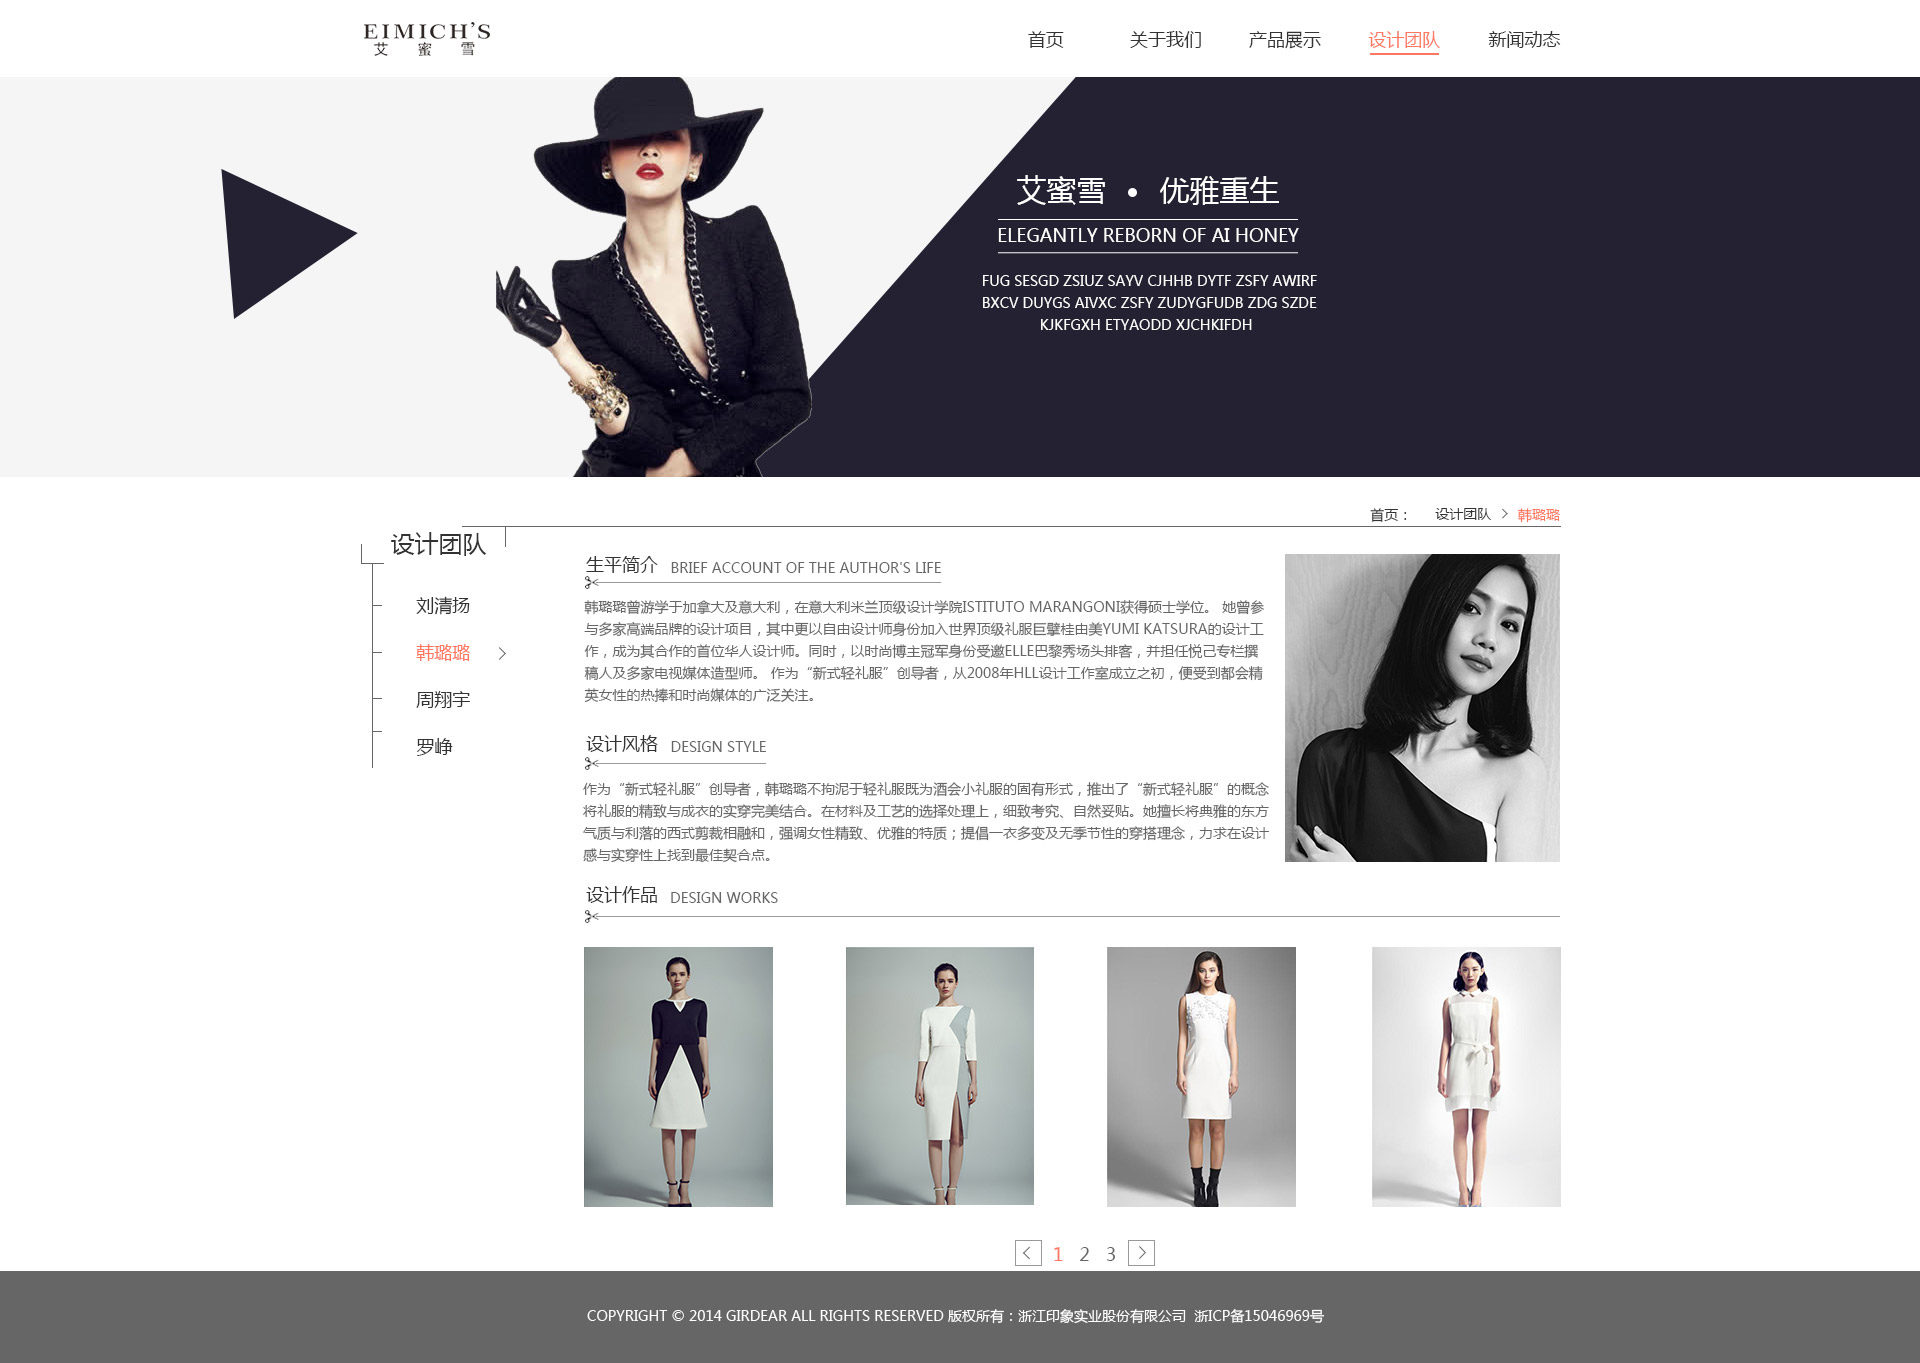 EIMICH'S
艾 蜜 雪
首页 关于我们 产品展示 设计团队 新闻动态
艾蜜雪 • 优雅重生
ELEGANTLY REBORN OF AI HONEY
FUG SESGD ZSIUZ SAYV CJHHB DYTF ZSFY AWIRF
BXCV DUYGS AIVXC ZSFY ZUDYGFUDB ZDG SZDE
KJKFGXH ETYAODD XJCHKIFDH
首页： 设计团队 > 韩璐璐
设计团队
刘清扬
韩璐璐 >
周翔宇
罗峥
生平简介 BRIEF ACCOUNT OF THE AUTHOR'S LIFE
韩璐璐曾游学于加拿大及意大利，在意大利米兰顶级设计学院ISTITUTO MARANGONI获得硕士学位。 她曾参
与多家高端品牌的设计项目，其中更以自由设计师身份加入世界顶级礼服巨擘桂由美YUMI KATSURA的设计工
作，成为其合作的首位华人设计师。同时，以时尚博主冠军身份受邀ELLE巴黎秀场头排客，并担任悦己专栏撰
稿人及多家电视媒体造型师。 作为“新式轻礼服”创导者，从2008年HLL设计工作室成立之初，便受到都会精
英女性的热捧和时尚媒体的广泛关注。
设计风格 DESIGN STYLE
作为“新式轻礼服”创导者，韩璐璐不拘泥于轻礼服既为酒会小礼服的固有形式，推出了“新式轻礼服”的概念
将礼服的精致与成衣的实穿完美结合。在材料及工艺的选择处理上，细致考究、自然妥贴。她擅长将典雅的东方
气质与利落的西式剪裁相融和，强调女性精致、优雅的特质；提倡一衣多变及无季节性的穿搭理念，力求在设计
感与实穿性上找到最佳契合点。
设计作品 DESIGN WORKS
< 1 2 3 >
COPYRIGHT © 2014 GIRDEAR ALL RIGHTS RESERVED 版权所有：浙江印象实业股份有限公司 浙ICP备15046969号